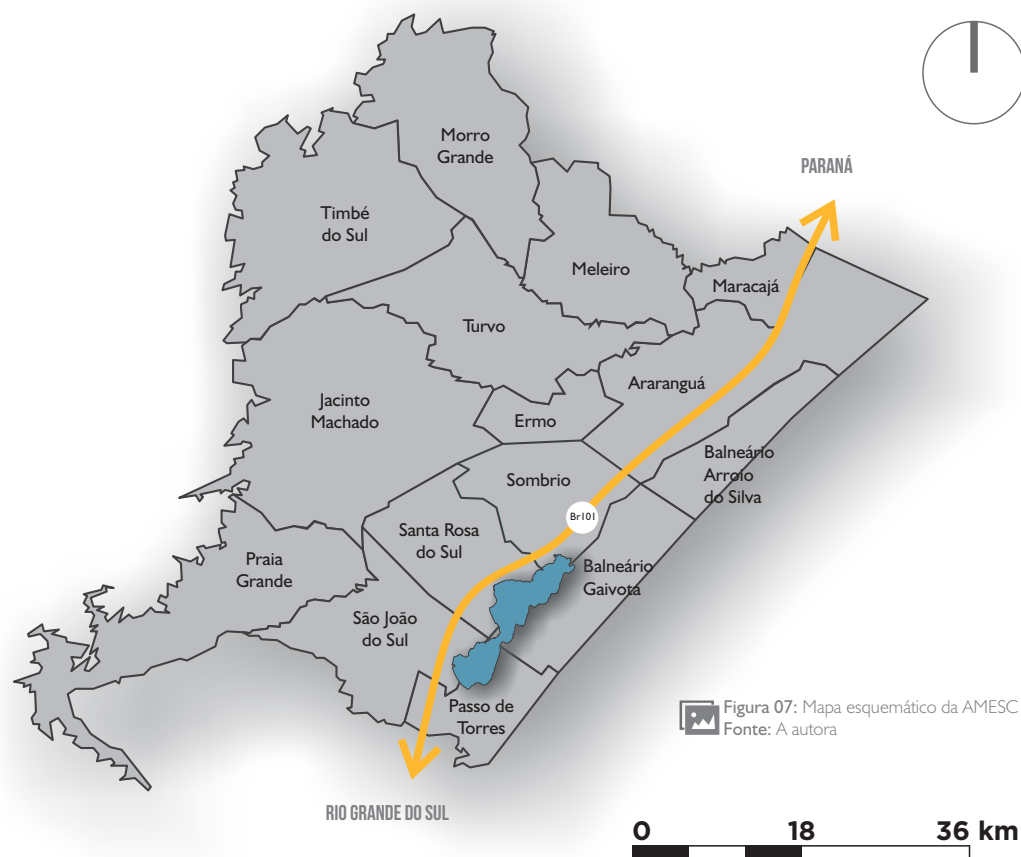 Morro
Grande
PARANÁ
Timbé
do Sul
Meleiro
Maracajá
Turvo
Araranguá
Jacinto
Machado
Ermo
Balneário
Arroio
do Silva
Sombrio
Br101
Santa Rosa
do Sul
Praia
Grande
Balneário
Gaivota
São João
do Sul
Passo de
Torres
Figura 07: Mapa esquemático da AMESC
Fonte: A autora
RIO GRANDE DO SUL
0 18 36 km